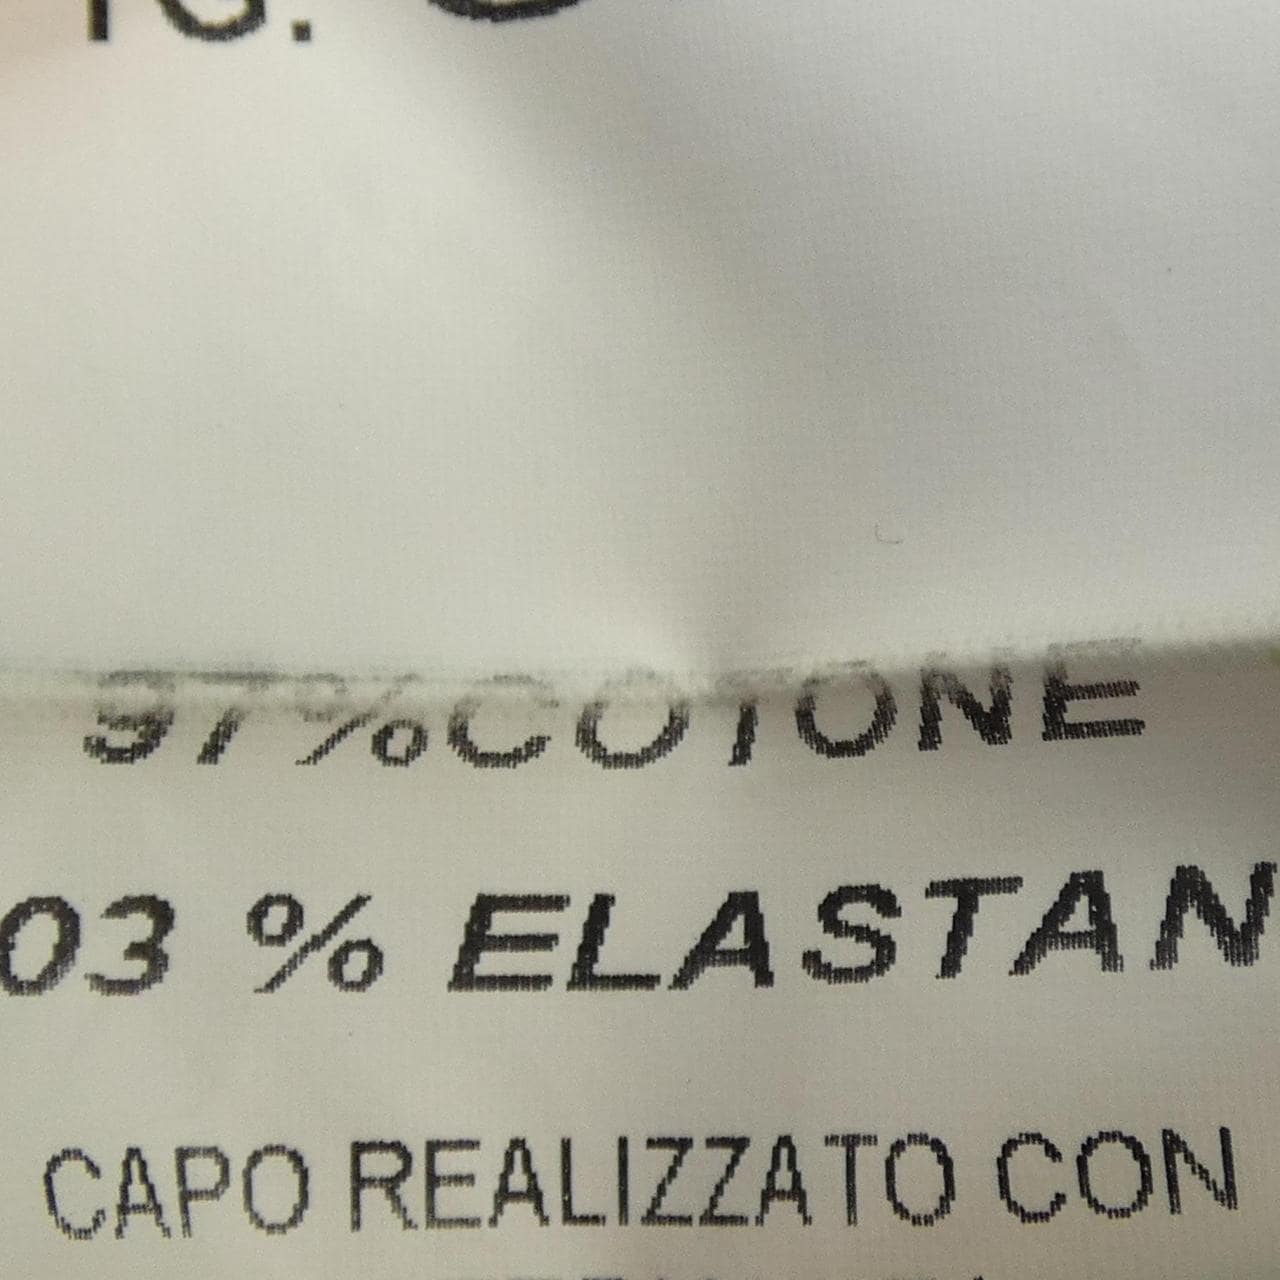 97%COTONE
03 % ELASTAN
CAPO REALIZZATO CON